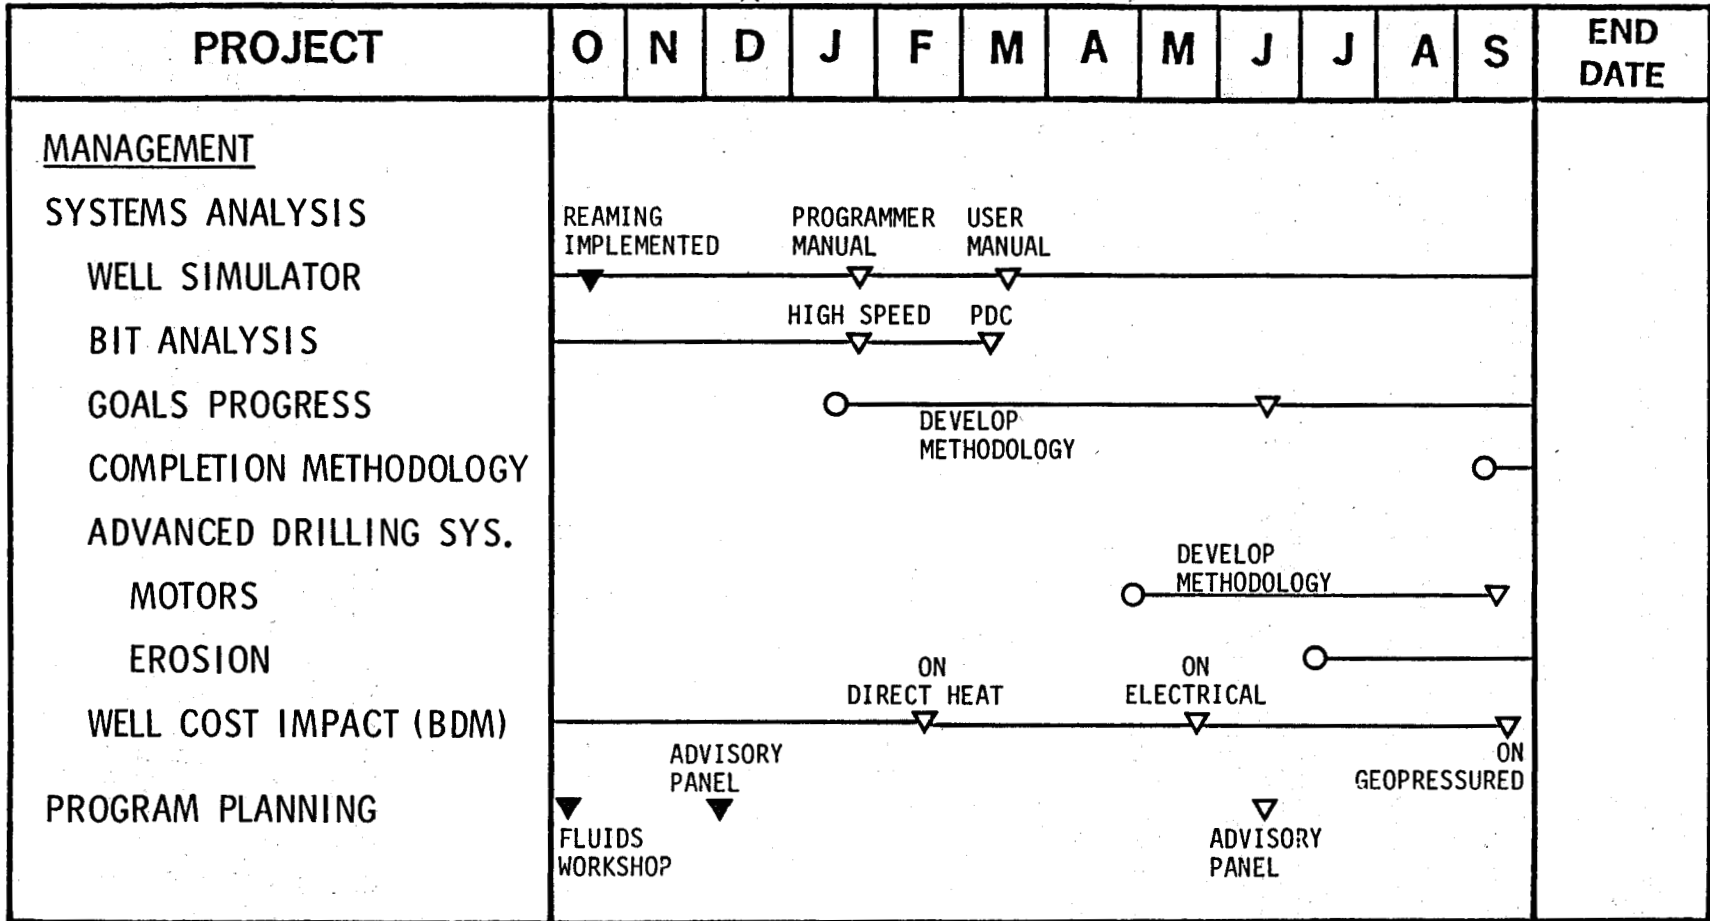 PROJECT O N D J F M A M J J A S END
DATE
MANAGEMENT
SYSTEMS ANALYSIS
REAMING PROGRAMMER USER
IMPLEMENTED MANUAL MANUAL
WELL SIMULATOR
HIGH SPEED PDC
BIT ANALYSIS
GOALS PROGRESS
DEVELOP
METHODOLOGY
COMPLETION METHODOLOGY
ADVANCED DRILLING SYS.
DEVELOP
METHODOLOGY
MOTORS
EROSION
ON ON
DIRECT HEAT ELECTRICAL
WELL COST IMPACT (BDM)
ON
GEOPRESSURED
ADVISORY
PANEL
PROGRAM PLANNING
FLUIDS ADVISORY
WORKSHOP PANEL